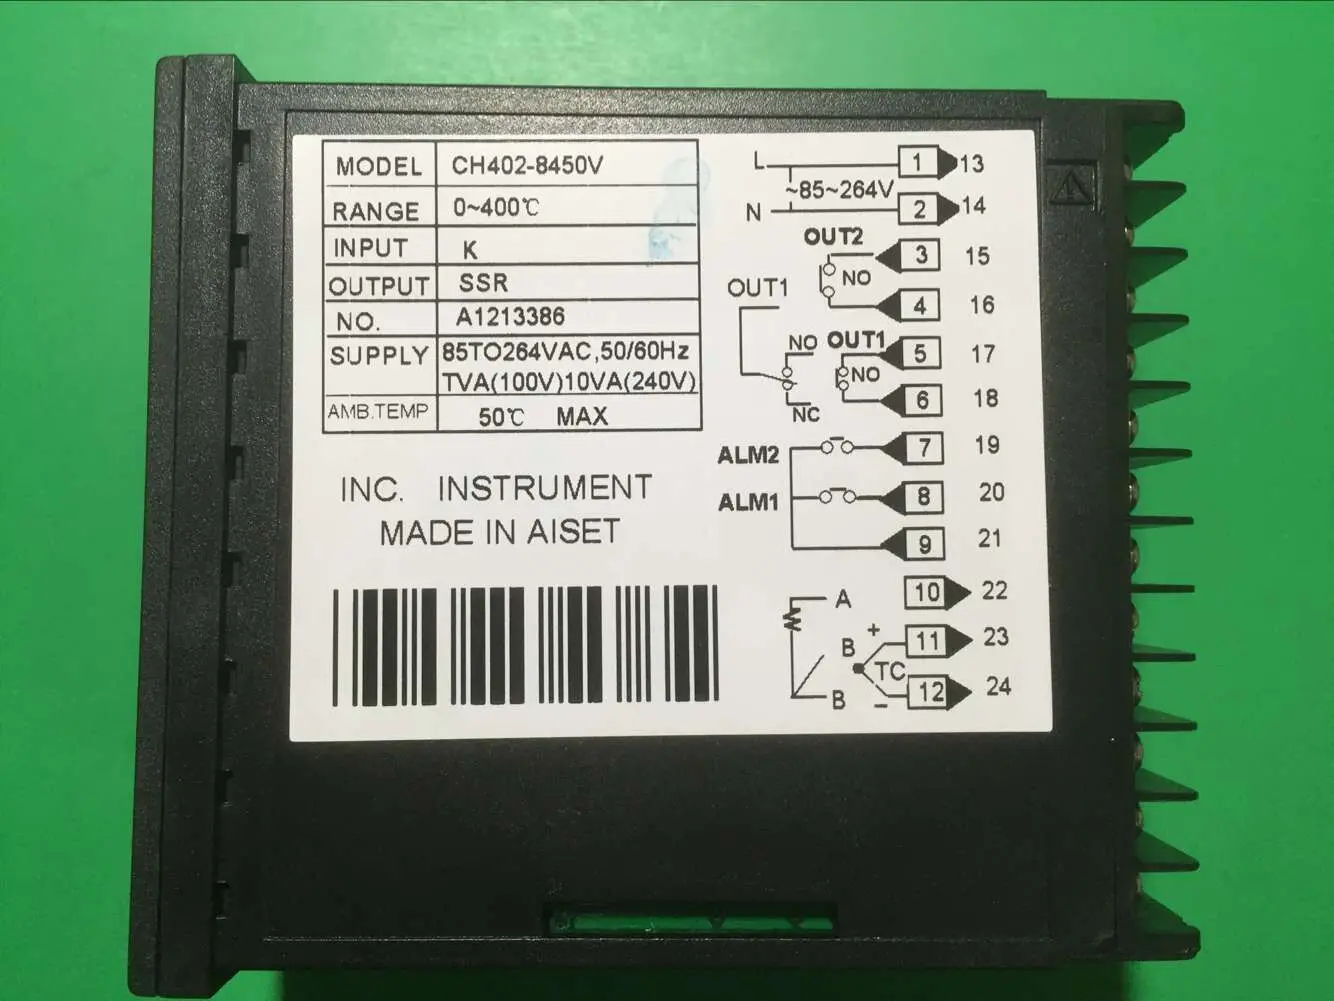 MODEL CH402-8450V
RANGE 0~400℃
INPUT K
OUTPUT SSR
NO. A1213386
SUPPLY 85TO264VAC,50/60Hz
TVA(100V)10VA(240V)
AMB.TEMP 50℃ MAX
INC. INSTRUMENT
MADE IN AISET
L 1 13
~85~264V
N 2 14
OUT2
3 15
NO
4 16
OUT1
NO OUT1 5 17
NO
NC 6 18
ALM2 7 19
ALM1 8 20
9 21
A 10 22
+ 11 23
B TC
B − 12 24